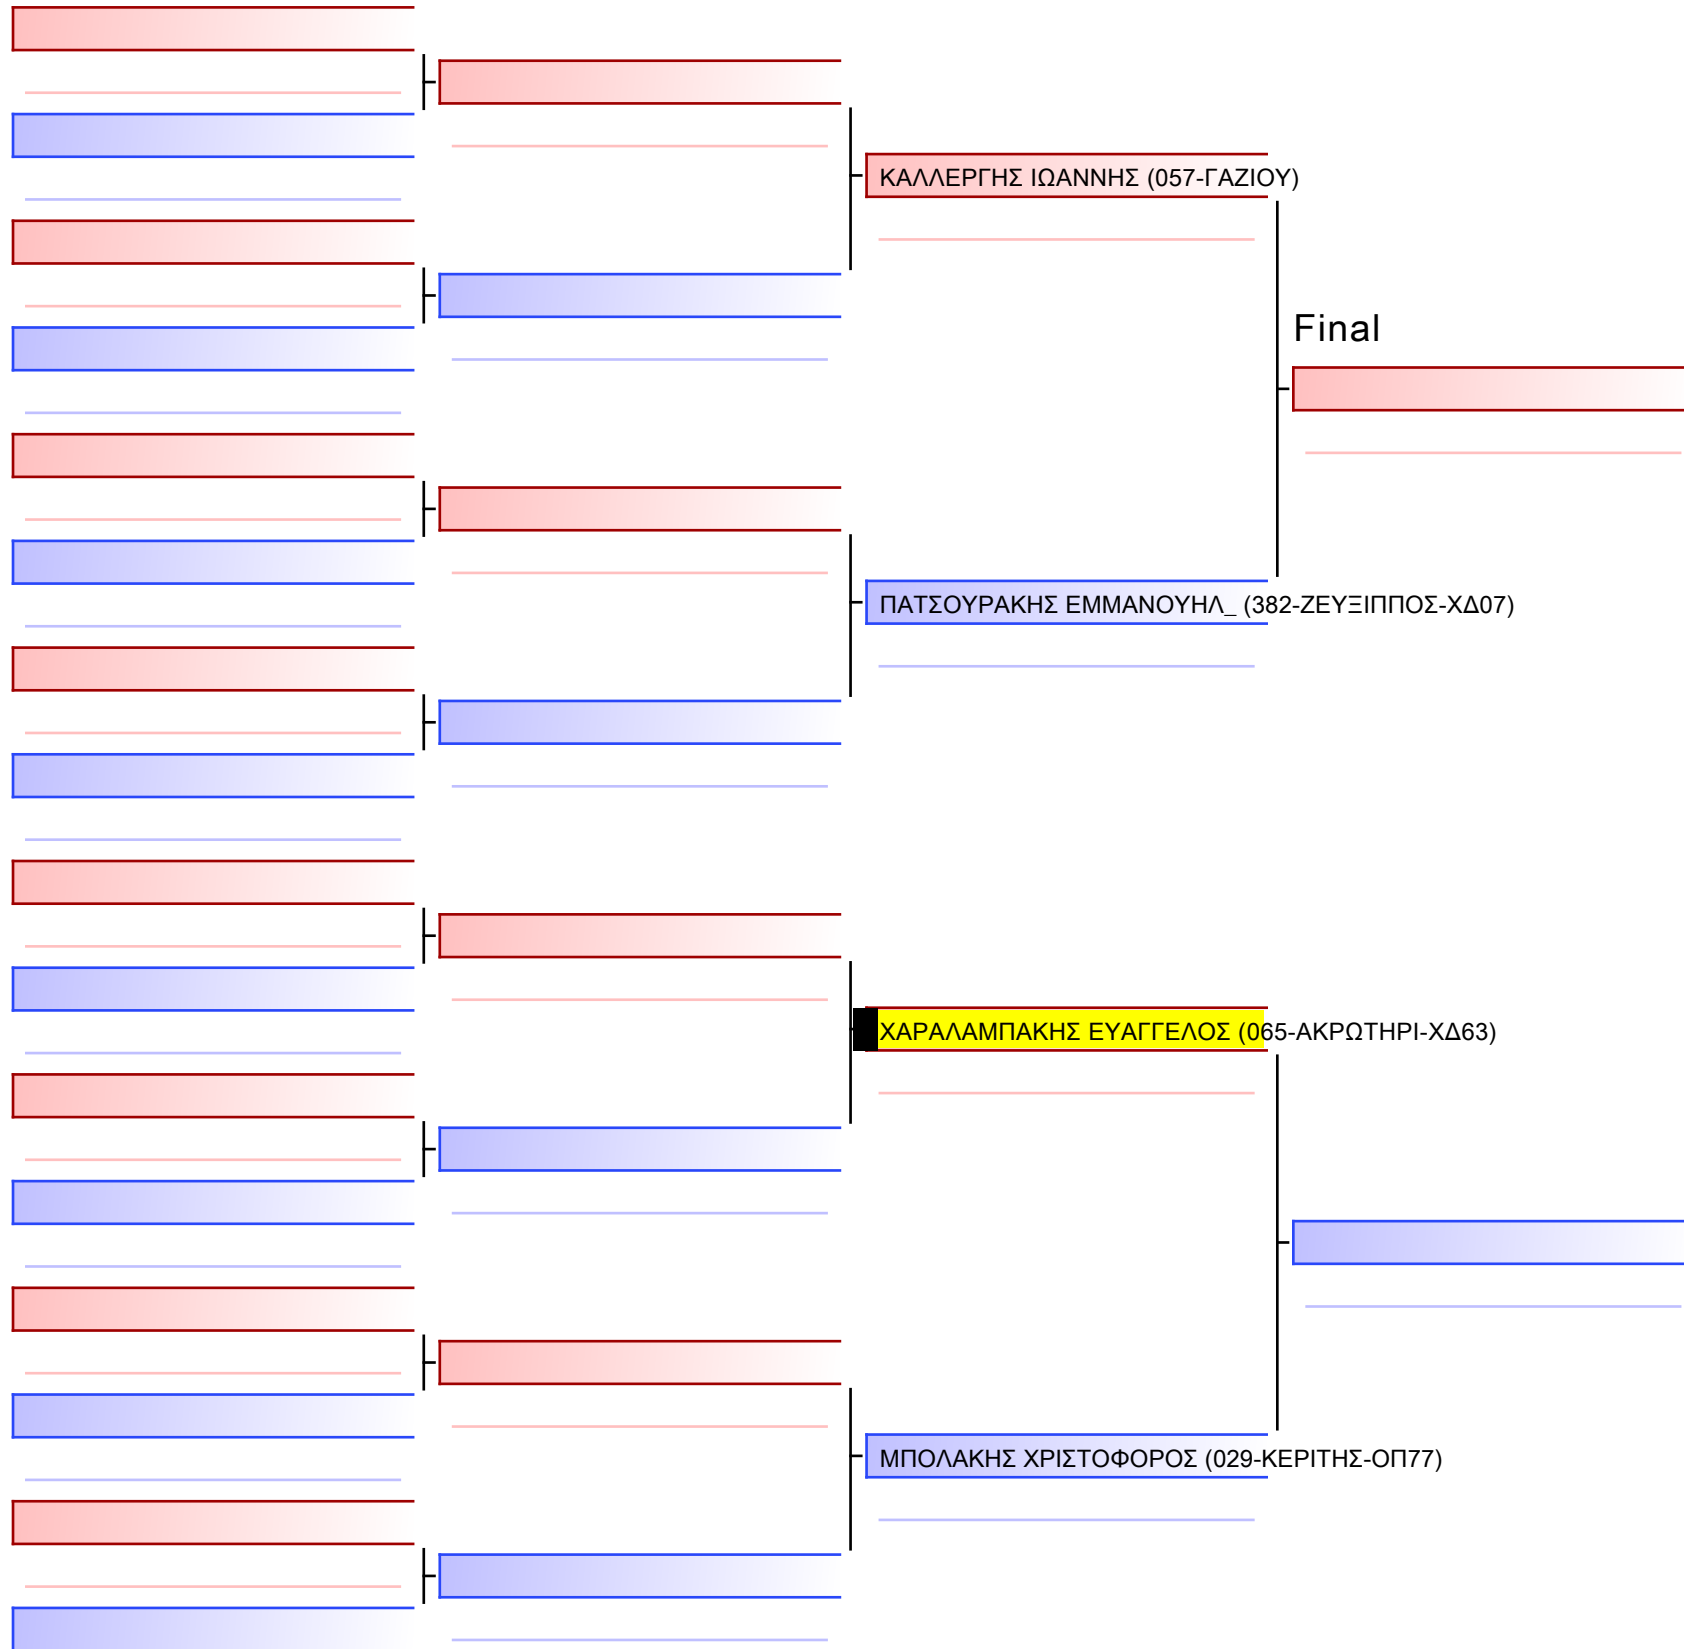 ΚΑΛΛΕΡΓΗΣ ΙΩΑΝΝΗΣ (057-ΓΑΖΙΟΥ)
Final
ΠΑΤΣΟΥΡΑΚΗΣ ΕΜΜΑΝΟΥΗΛ_ (382-ΖΕΥΞΙΠΠΟΣ-ΧΔ07)
ΧΑΡΑΛΑΜΠΑΚΗΣ ΕΥΑΓΓΕΛΟΣ (065-ΑΚΡΩΤΗΡΙ-ΧΔ63)
ΜΠΟΛΑΚΗΣ ΧΡΙΣΤΟΦΟΡΟΣ (029-ΚΕΡΙΤΗΣ-ΟΠ77)